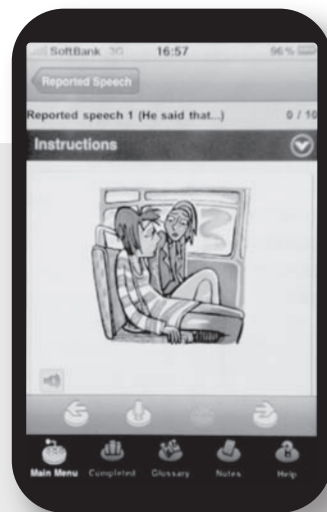 SoftBank 3G 16:57 96%
Reported Speech
Reported speech 1 (He said that...) 0 / 10
Instructions
Main Menu Completed Glossary Notes Help